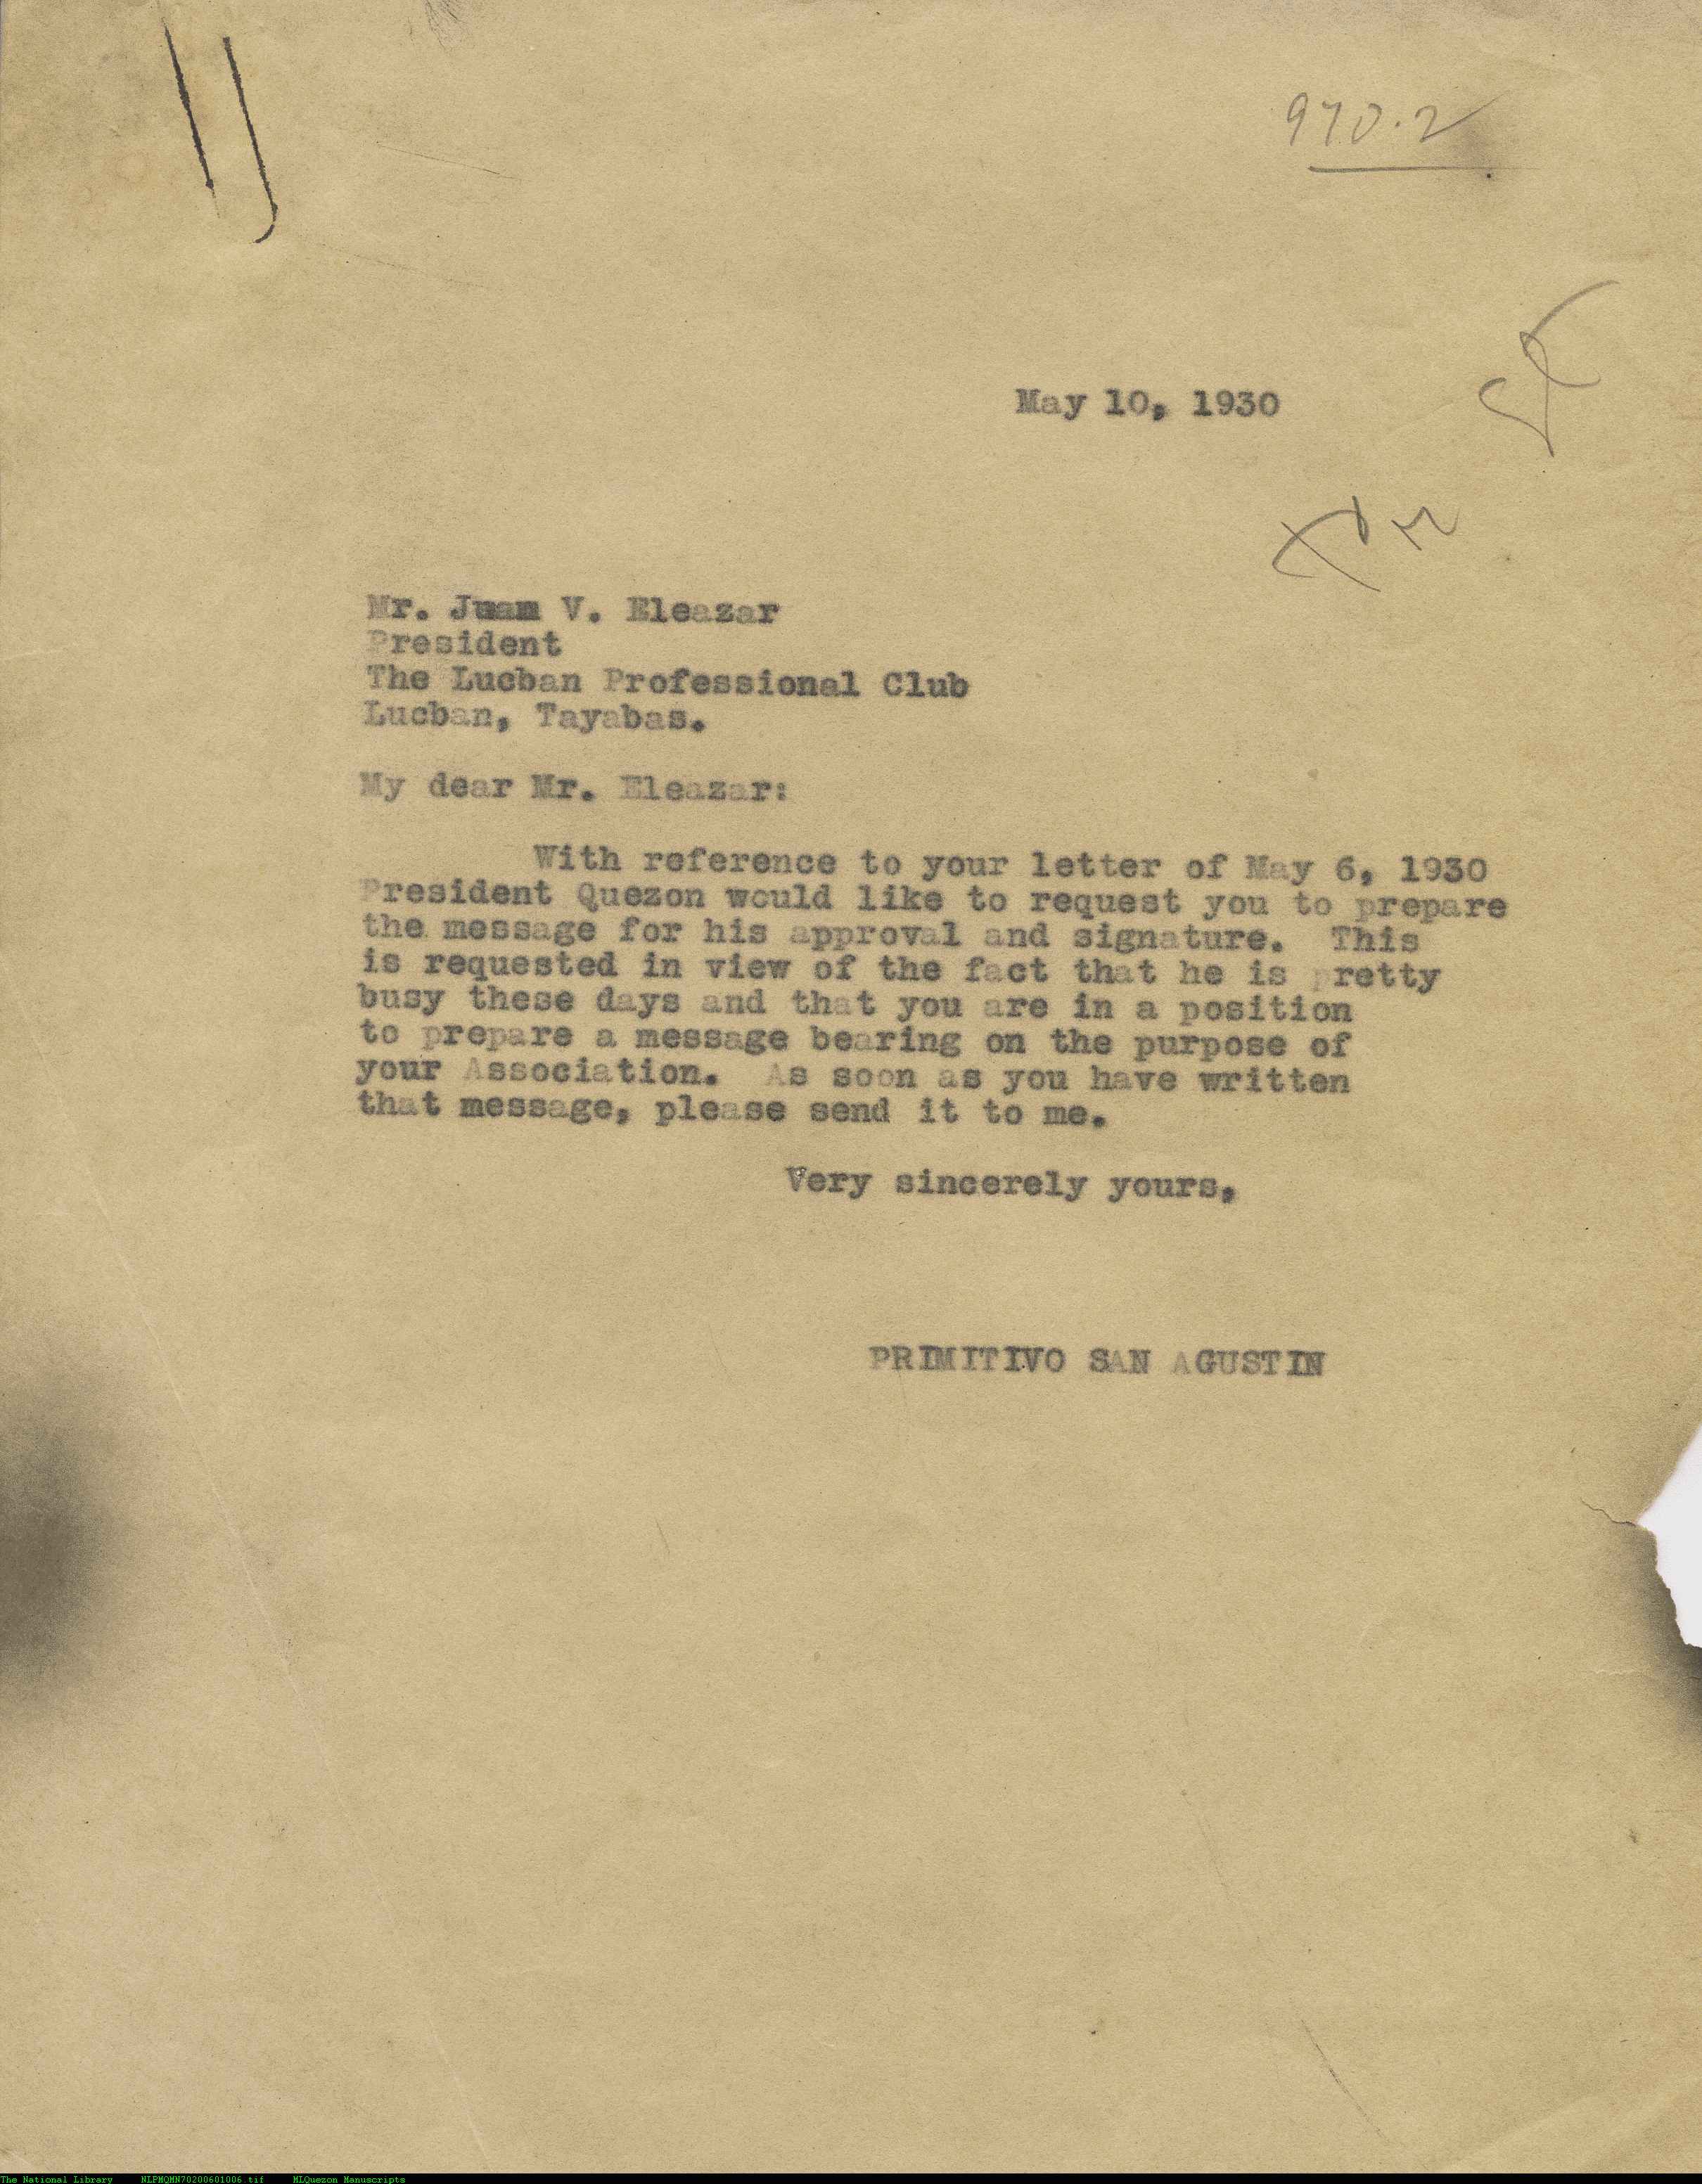 970.2
May 10, 1930
Mr. Juan V. Eleazar
President
The Lucban Professional Club
Lucban, Tayabas.
My dear Mr. Eleazar:
With reference to your letter of May 6, 1930
President Quezon would like to request you to prepare
the message for his approval and signature. This
is requested in view of the fact that he is pretty
busy these days and that you are in a position
to prepare a message bearing on the purpose of
your Association. As soon as you have written
that message, please send it to me.
Very sincerely yours,
PRIMITIVO SAN AGUSTIN
The National Library NLPMQMN70200601006.tif MLQuezon Manuscripts